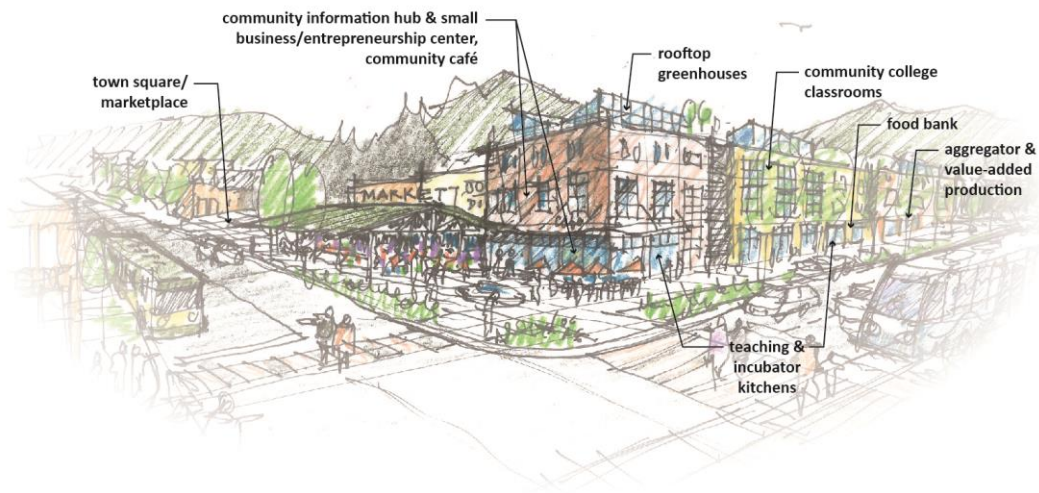 community information hub & small
business/entrepreneurship center,
community café
rooftop
greenhouses
town square/
marketplace
community college
classrooms
food bank
aggregator &
value-added
production
MARKET
teaching &
incubator
kitchens